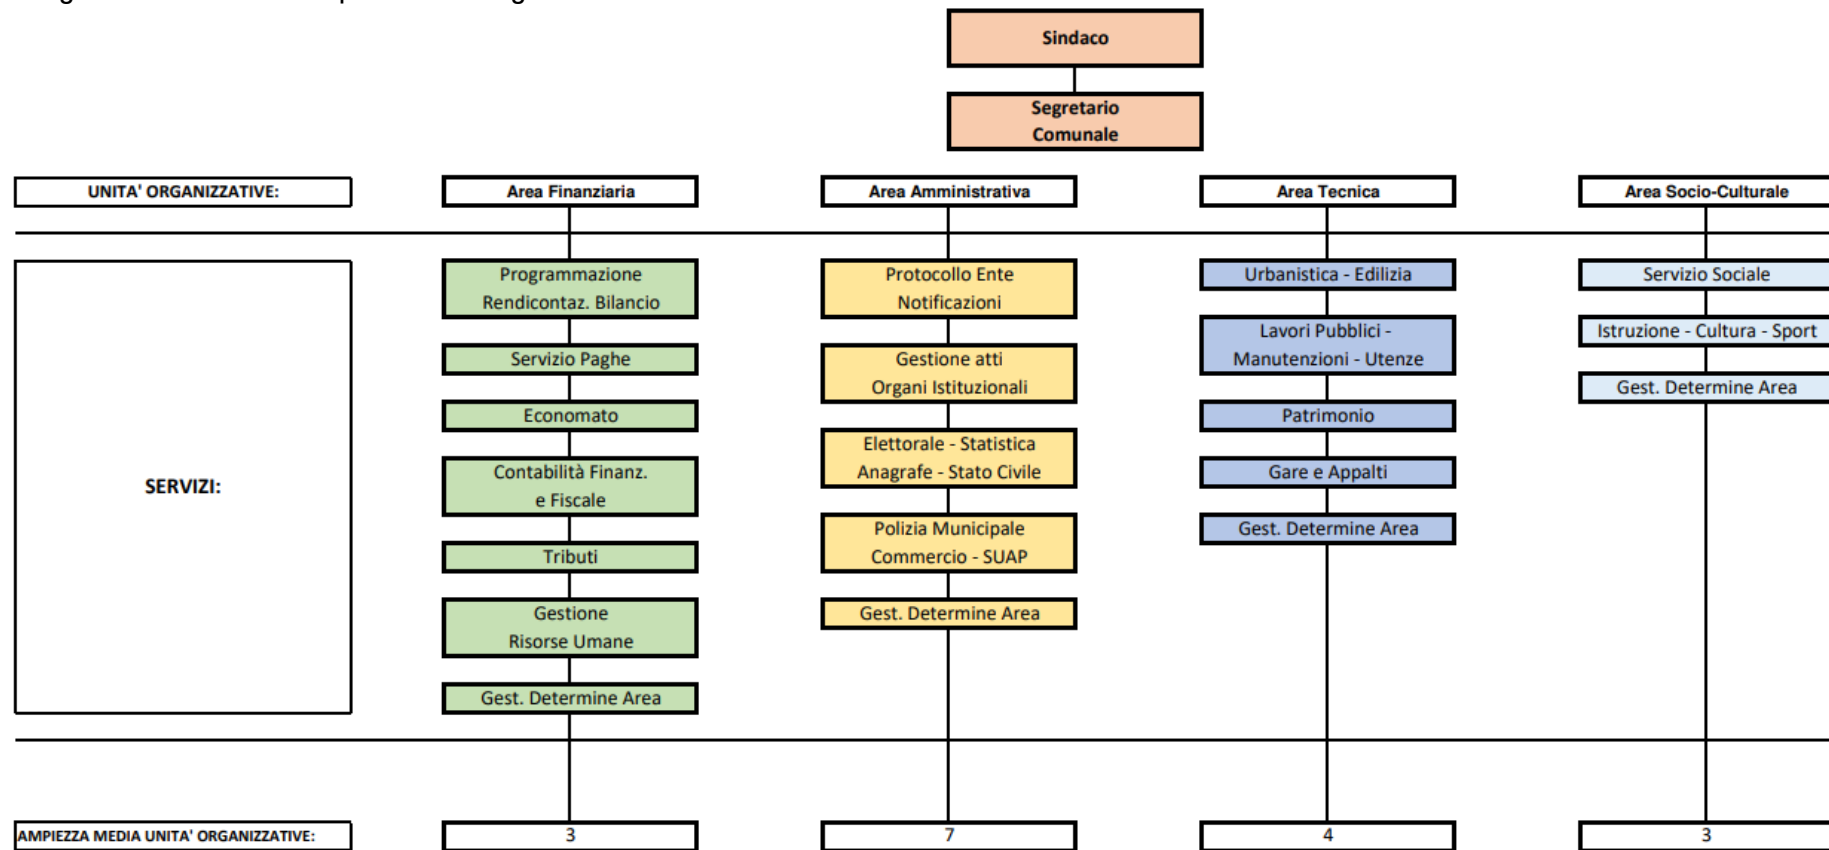 Sindaco
Segretario
Comunale
UNITA' ORGANIZZATIVE:
Area Finanziaria
Area Amministrativa
Area Tecnica
Area Socio-Culturale
SERVIZI:
Programmazione
Rendicontaz. Bilancio
Servizio Paghe
Economato
Contabilità Finanz.
e Fiscale
Tributi
Gestione
Risorse Umane
Gest. Determine Area
Protocollo Ente
Notificazioni
Gestione atti
Organi Istituzionali
Elettorale - Statistica
Anagrafe - Stato Civile
Polizia Municipale
Commercio - SUAP
Gest. Determine Area
Urbanistica - Edilizia
Lavori Pubblici -
Manutenzioni - Utenze
Patrimonio
Gare e Appalti
Gest. Determine Area
Servizio Sociale
Istruzione - Cultura - Sport
Gest. Determine Area
AMPIEZZA MEDIA UNITA' ORGANIZZATIVE:
3
7
4
3